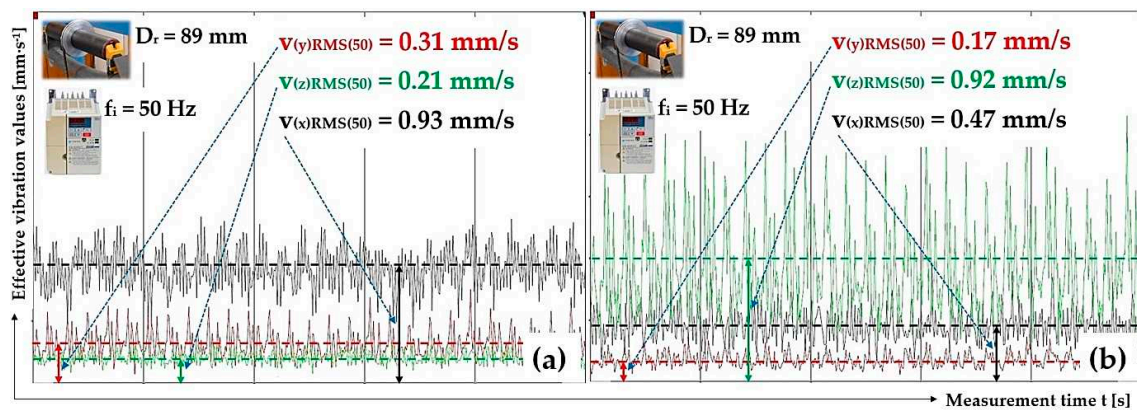 Effective vibration values [mm·s⁻¹]
Dr = 89 mm
fi = 50 Hz
v(y)RMS(50) = 0.31 mm/s
v(z)RMS(50) = 0.21 mm/s
v(x)RMS(50) = 0.93 mm/s
(a)
Dr = 89 mm
fi = 50 Hz
v(y)RMS(50) = 0.17 mm/s
v(z)RMS(50) = 0.92 mm/s
v(x)RMS(50) = 0.47 mm/s
(b)
Measurement time t [s]